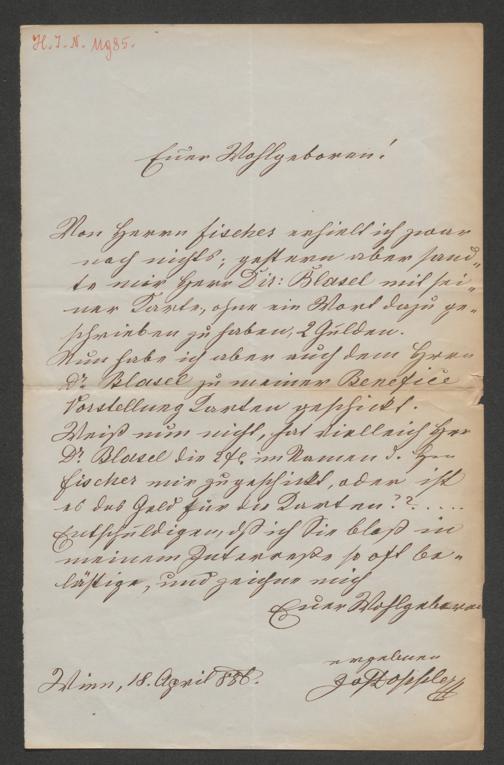 H. I. N. 11985.
Euer Wohlgeboren!
Von Herrn Fischer erhielt ich zwar
noch nichts; gestern aber sand„
te mir Herr Dir: Blasel mit sei„
ner Karte, ohne ein Wort dazu ge„
schrieben zu haben, 2 Gulden.
Nun habe ich aber auch dem Herrn
Dr Blasel zu meiner Benefice
Vorstellung Karten geschickt.
Weiß nun nicht, hat vielleich Herr
Dr Blasel die 2 fl. im Namen d. Hrn
Fischer mir zugeschickt, oder ist
es das Geld für die Karten??.....
Entschuldigen, dß ich Sie bloß in
meinem Interreße so oft be„
lästige, und zeichne mich
Euer Wohlgeboren
ergebnen
Wien, 18. April 886.